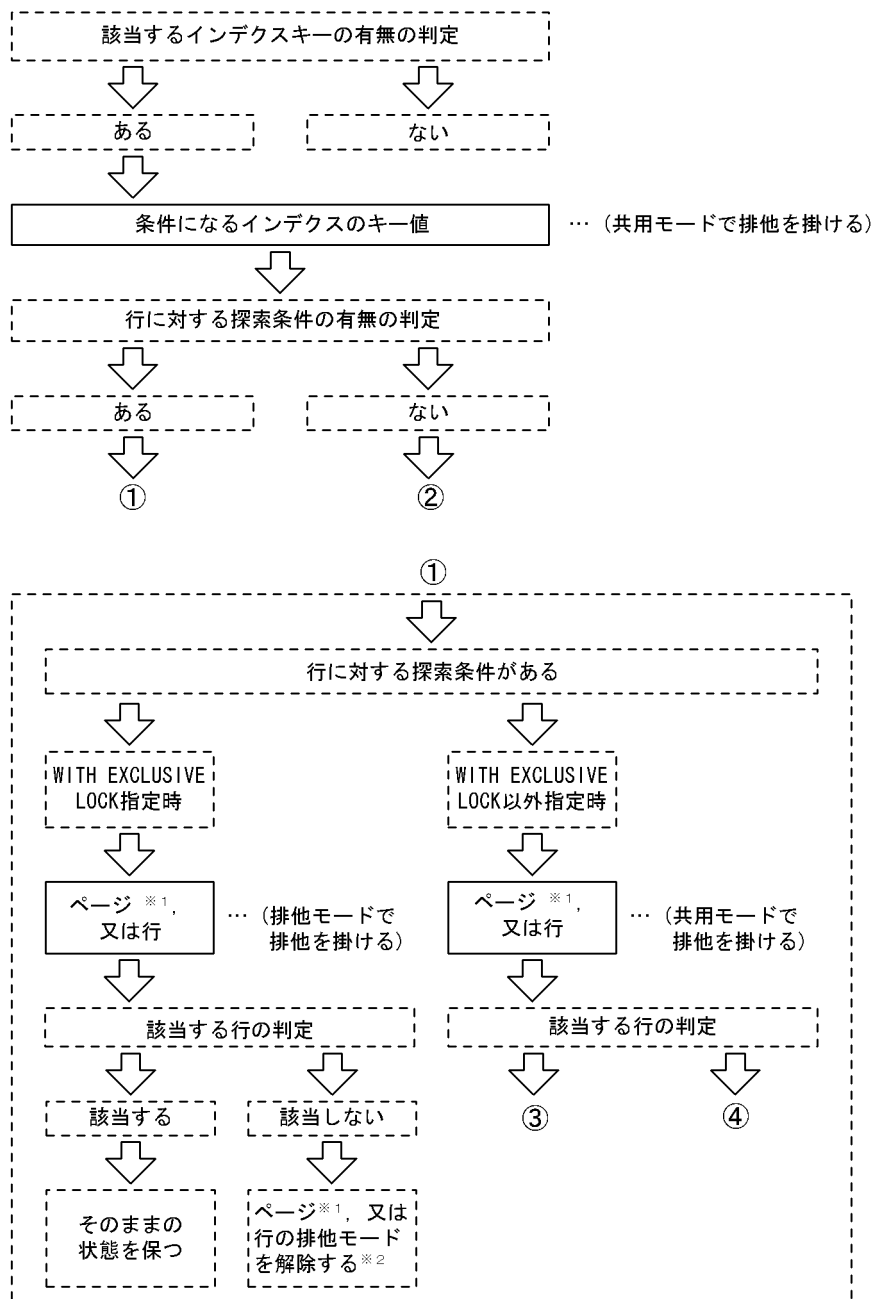 該当するインデクスキーの有無の判定
ある
ない
条件になるインデクスのキー値 …（共用モードで排他を掛ける）
行に対する探索条件の有無の判定
ある
ない
①
②
①
行に対する探索条件がある
WITH EXCLUSIVE
LOCK指定時
WITH EXCLUSIVE
LOCK以外指定時
ページ※1,
又は行
…（排他モードで
排他を掛ける）
ページ※1,
又は行
…（共用モードで
排他を掛ける）
該当する行の判定
該当する行の判定
該当する
該当しない
③
④
そのままの
状態を保つ
ページ※1, 又は
行の排他モード
を解除する※2